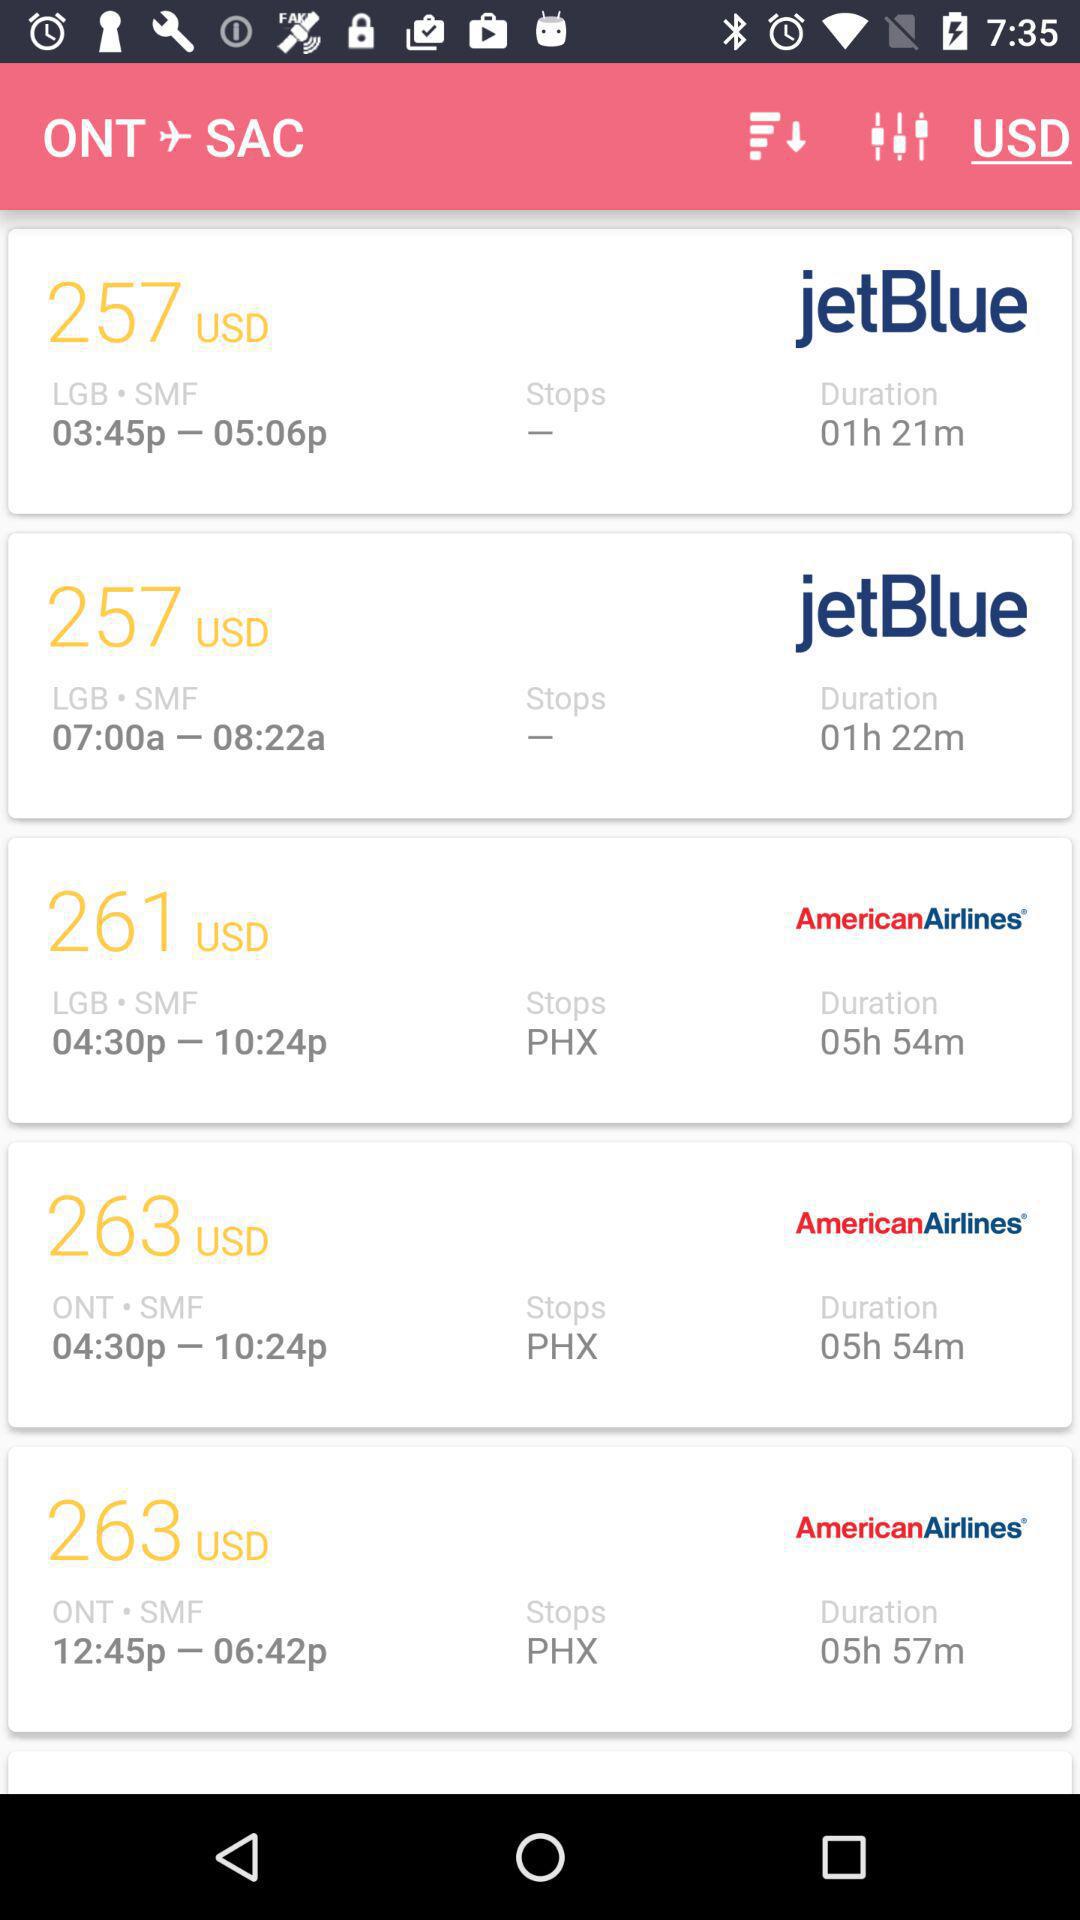 FAKE
7:35
ONT ✈ SAC
USD
257 USD
jetBlue
LGB • SMF Stops Duration
03:45p — 05:06p — 01h 21m
257 USD
jetBlue
LGB • SMF Stops Duration
07:00a — 08:22a — 01h 22m
261 USD
AmericanAirlines®
LGB • SMF Stops Duration
04:30p — 10:24p PHX 05h 54m
263 USD
AmericanAirlines®
ONT • SMF Stops Duration
04:30p — 10:24p PHX 05h 54m
263 USD
AmericanAirlines®
ONT • SMF Stops Duration
12:45p — 06:42p PHX 05h 57m